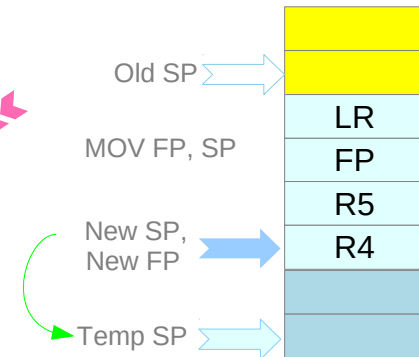 Old SP
LR
MOV FP, SP
FP
R5
New SP,
New FP
R4
Temp SP